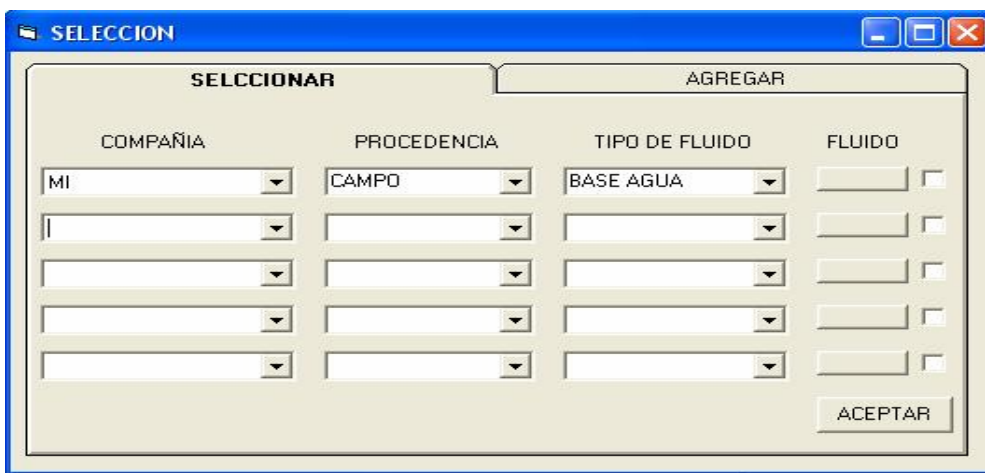 SELECCION
SELCCIONAR AGREGAR
COMPAÑIA PROCEDENCIA TIPO DE FLUIDO FLUIDO
MI CAMPO BASE AGUA
ACEPTAR